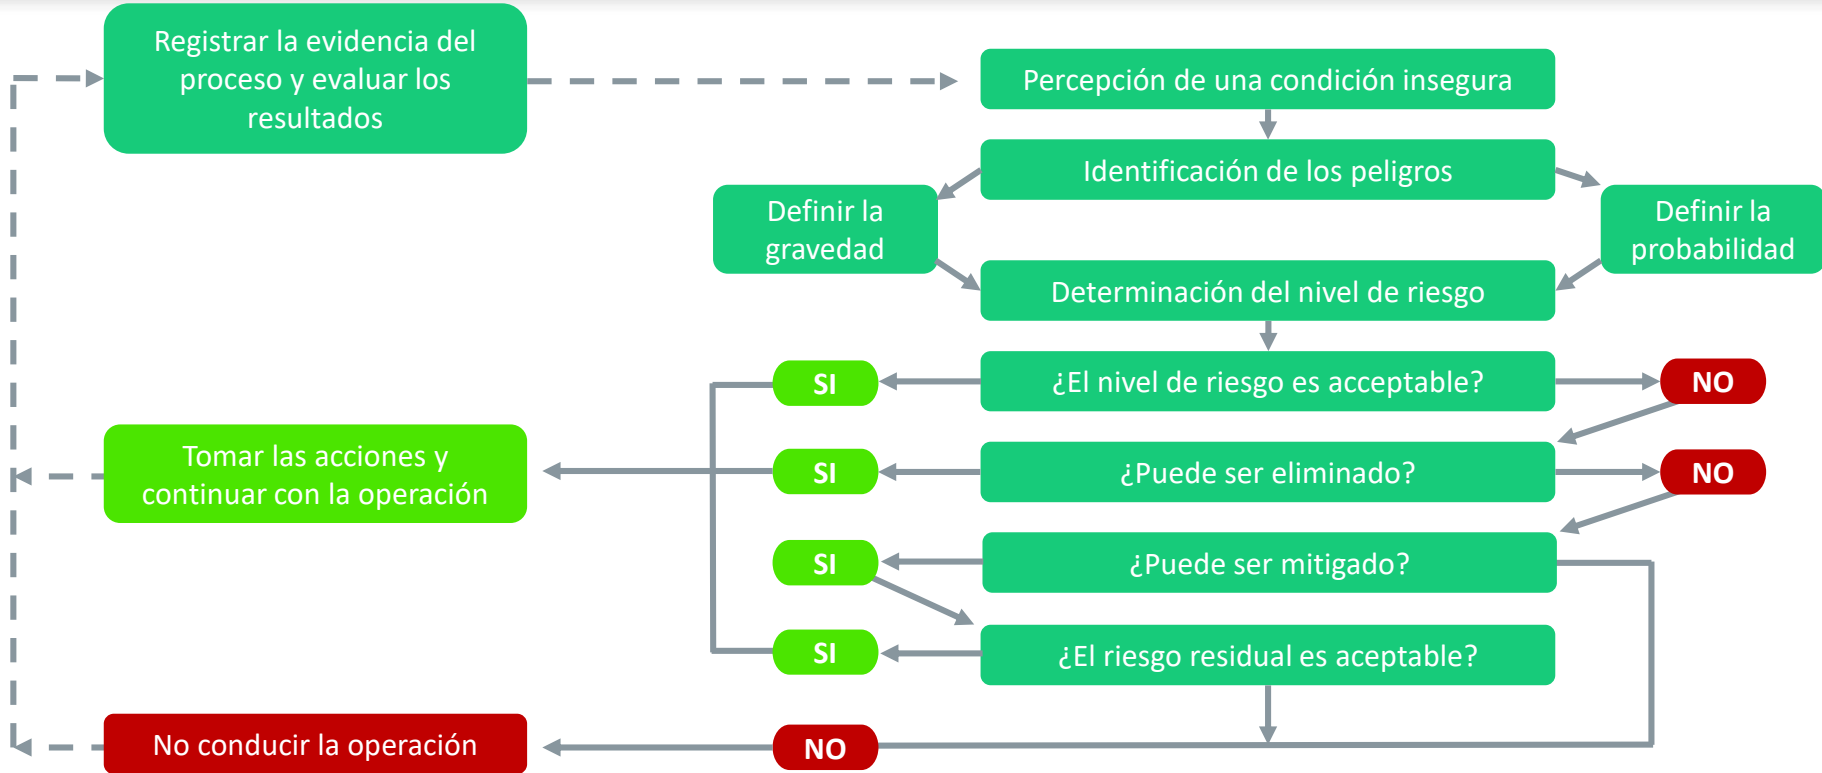 Registrar la evidencia del
proceso y evaluar los
resultados
Percepción de una condición insegura
Identificación de los peligros
Definir la
gravedad
Definir la
probabilidad
Determinación del nivel de riesgo
¿El nivel de riesgo es acceptable?
SI
NO
Tomar las acciones y
continuar con la operación
SI
¿Puede ser eliminado?
NO
SI
¿Puede ser mitigado?
SI
¿El riesgo residual es aceptable?
No conducir la operación
NO